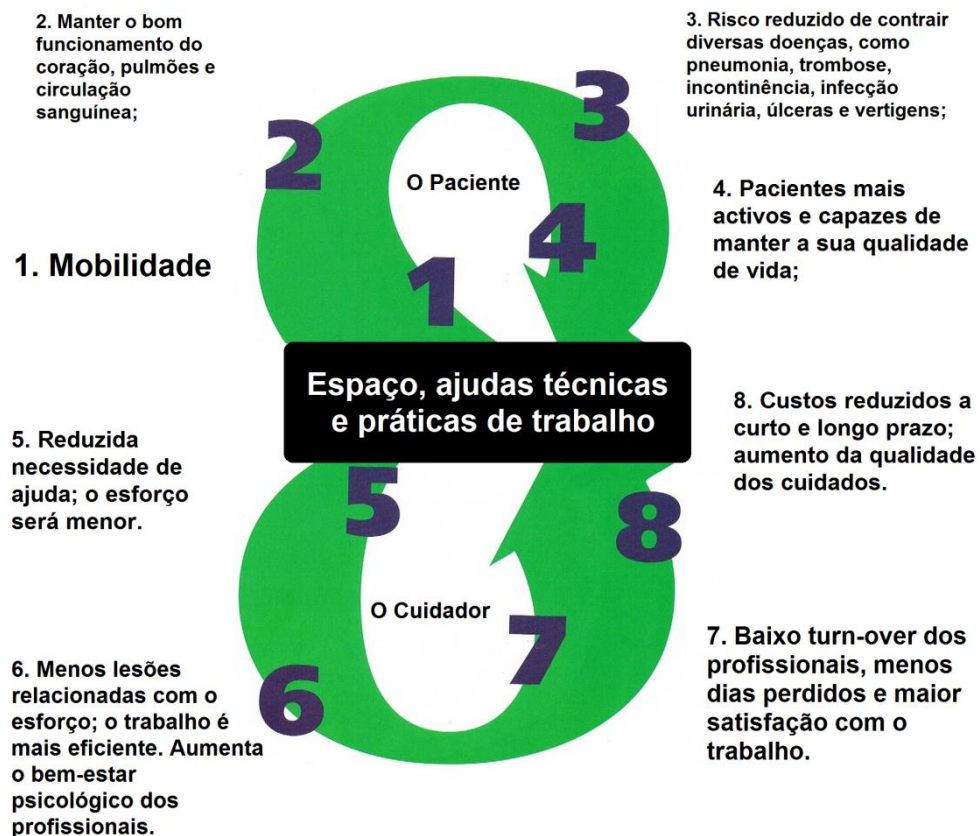 2. Manter o bom
funcionamento do
coração, pulmões e
circulação
sanguínea;
3. Risco reduzido de contrair
diversas doenças, como
pneumonia, trombose,
incontinência, infecção
urinária, úlceras e vertigens;
2
3
O Paciente
4
1
4. Pacientes mais
activos e capazes de
manter a sua qualidade
de vida;
1. Mobilidade
Espaço, ajudas técnicas
e práticas de trabalho
5. Reduzida
necessidade de
ajuda; o esforço
será menor.
8. Custos reduzidos a
curto e longo prazo;
aumento da qualidade
dos cuidados.
5
8
O Cuidador
7
6
6. Menos lesões
relacionadas com o
esforço; o trabalho é
mais eficiente. Aumenta
o bem-estar
psicológico dos
profissionais.
7. Baixo turn-over dos
profissionais, menos
dias perdidos e maior
satisfação com o
trabalho.